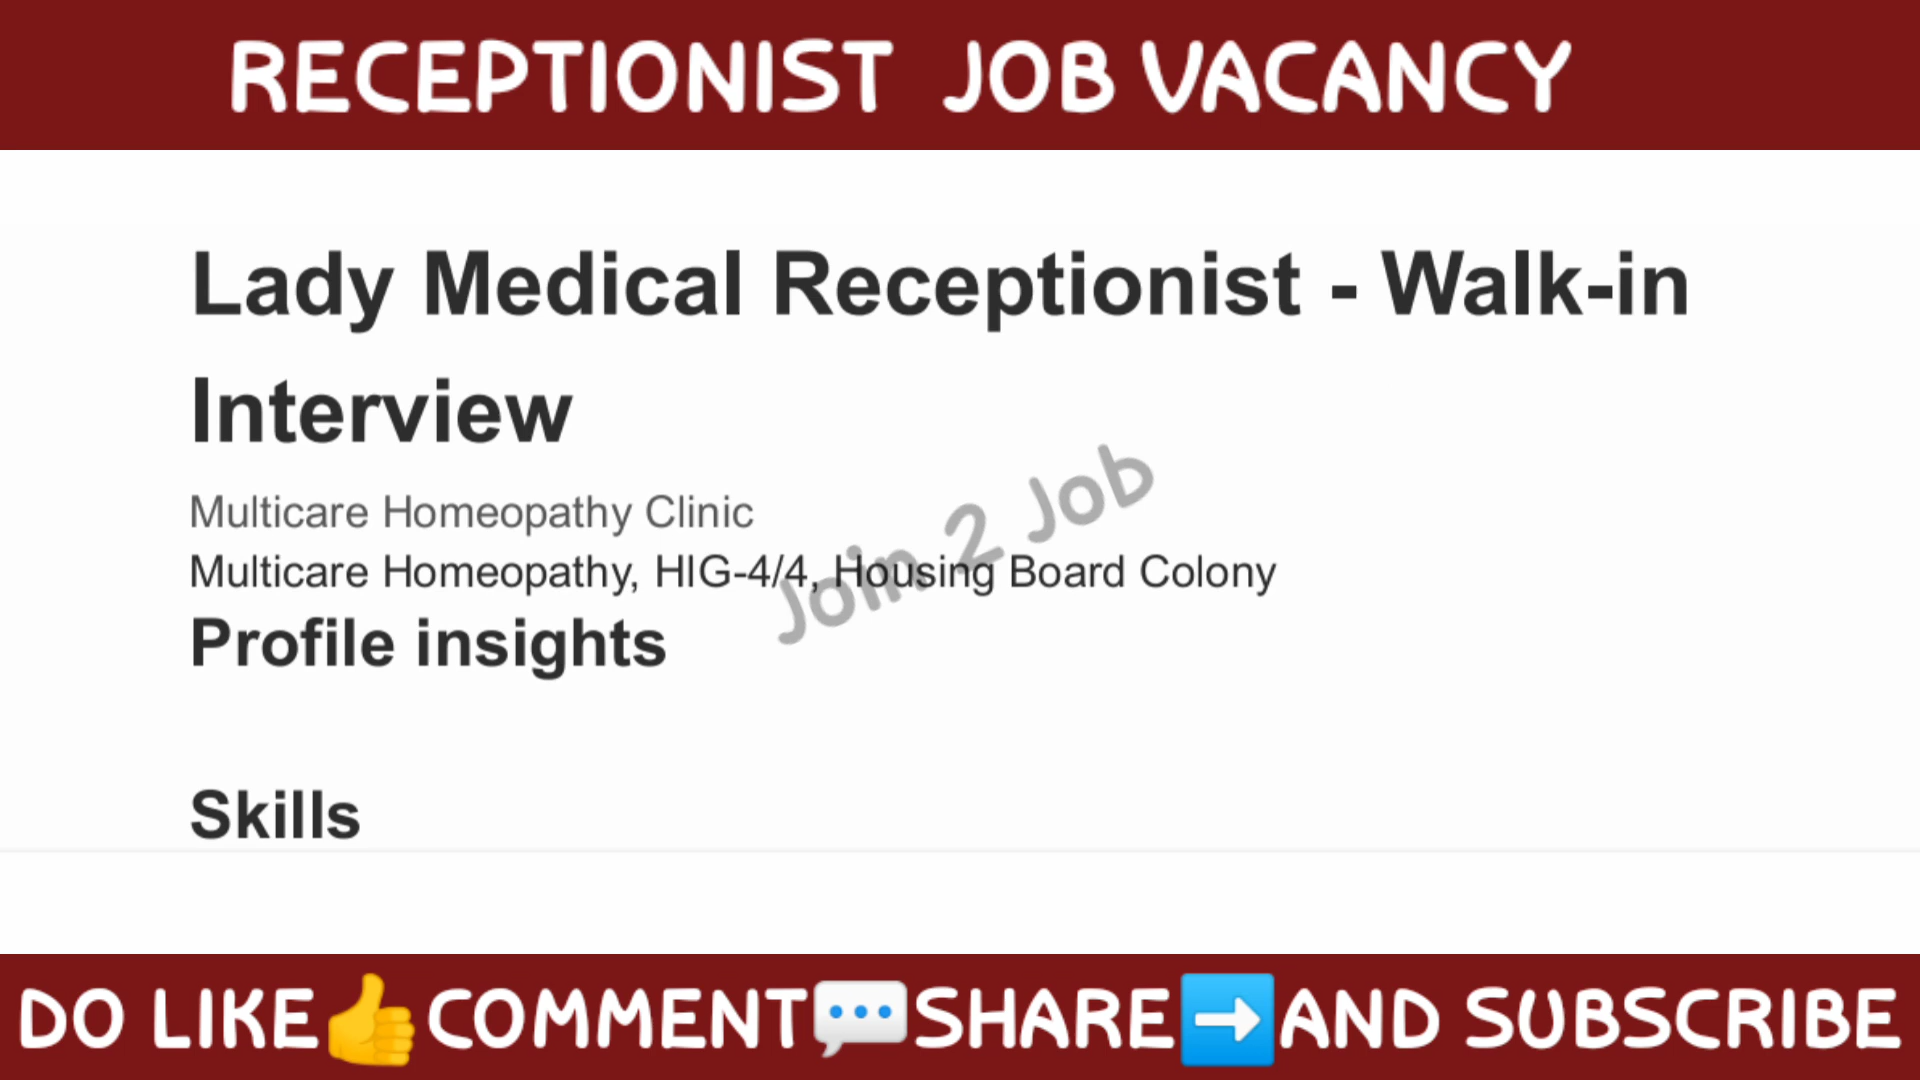 RECEPTIONIST JOB VACANCY
Lady Medical Receptionist - Walk-in
Interview
Multicare Homeopathy Clinic
Multicare Homeopathy, HIG-4/4, Housing Board Colony
Join 2 Job
Profile insights
Skills
DO LIKE👍COMMENT💬SHARE➡️AND SUBSCRIBE